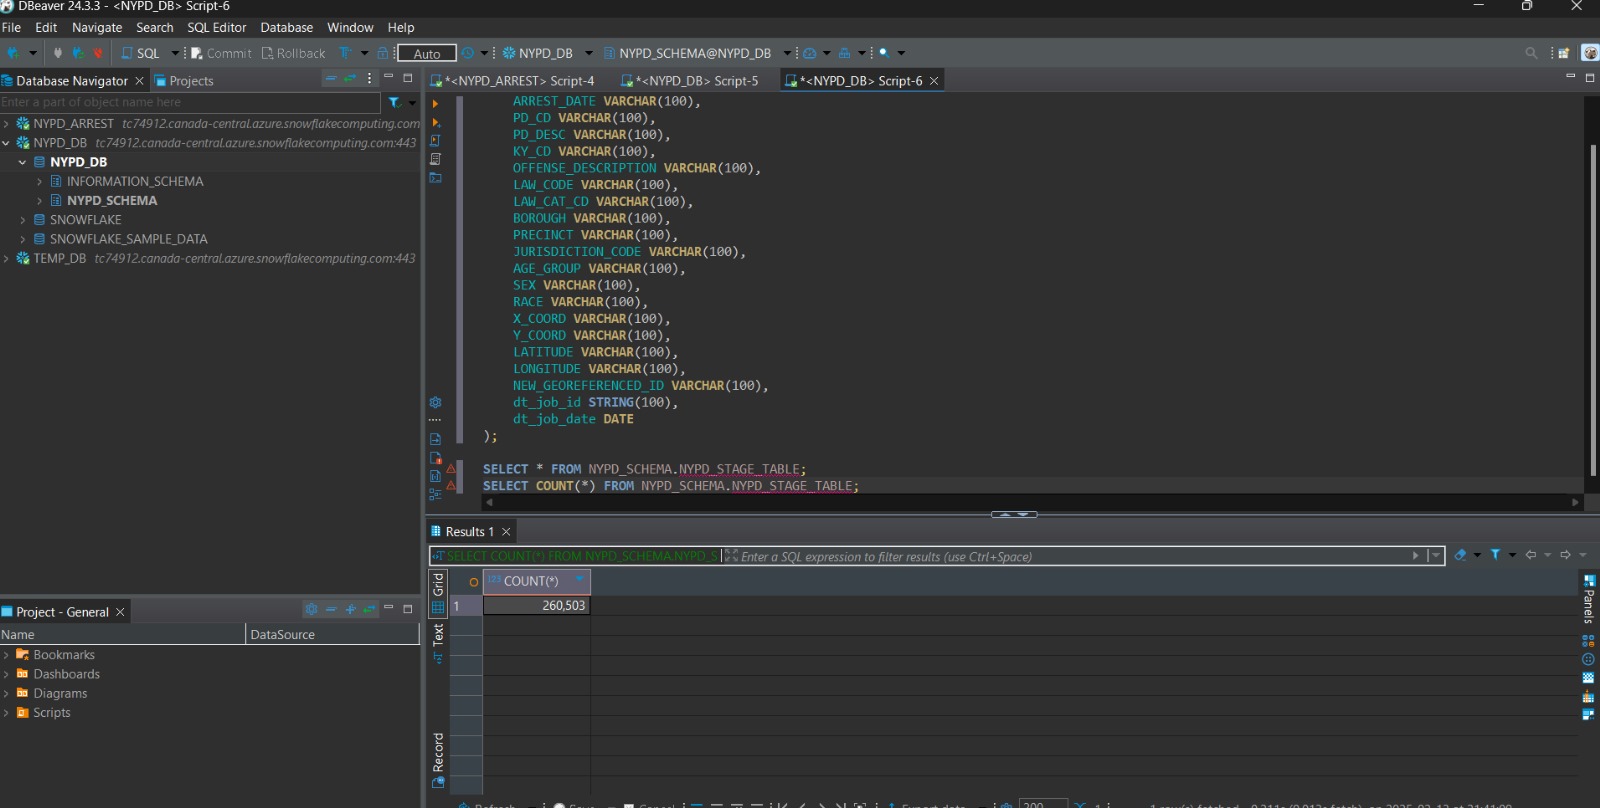 DBeaver 24.3.3 - <NYPD_DB> Script-6
File Edit Navigate Search SQL Editor Database Window Help
SQL Commit Rollback Auto NYPD_DB NYPD_SCHEMA@NYPD_DB
Database Navigator Projects
Enter a part of object name here
NYPD_ARREST tc74912.canada-central.azure.snowflakecomputing.com
NYPD_DB tc74912.canada-central.azure.snowflakecomputing.com:443
NYPD_DB
INFORMATION_SCHEMA
NYPD_SCHEMA
SNOWFLAKE
SNOWFLAKE_SAMPLE_DATA
TEMP_DB tc74912.canada-central.azure.snowflakecomputing.com:443
*<NYPD_ARREST> Script-4 *<NYPD_DB> Script-5 *<NYPD_DB> Script-6
ARREST_DATE VARCHAR(100),
PD_CD VARCHAR(100),
PD_DESC VARCHAR(100),
KY_CD VARCHAR(100),
OFFENSE_DESCRIPTION VARCHAR(100),
LAW_CODE VARCHAR(100),
LAW_CAT_CD VARCHAR(100),
BOROUGH VARCHAR(100),
PRECINCT VARCHAR(100),
JURISDICTION_CODE VARCHAR(100),
AGE_GROUP VARCHAR(100),
SEX VARCHAR(100),
RACE VARCHAR(100),
X_COORD VARCHAR(100),
Y_COORD VARCHAR(100),
LATITUDE VARCHAR(100),
LONGITUDE VARCHAR(100),
NEW_GEOREFERENCED_ID VARCHAR(100),
dt_job_id STRING(100),
dt_job_date DATE
);
SELECT * FROM NYPD_SCHEMA.NYPD_STAGE_TABLE;
SELECT COUNT(*) FROM NYPD_SCHEMA.NYPD_STAGE_TABLE;
Results 1
SELECT COUNT(*) FROM NYPD_SCHEMA.NYPD_S Enter a SQL expression to filter results (use Ctrl+Space)
Grid
Text
Record
123 COUNT(*)
1 260,503
Panels
Project - General
Name DataSource
Bookmarks
Dashboards
Diagrams
Scripts
Refresh Save Cancel Export data 200 1